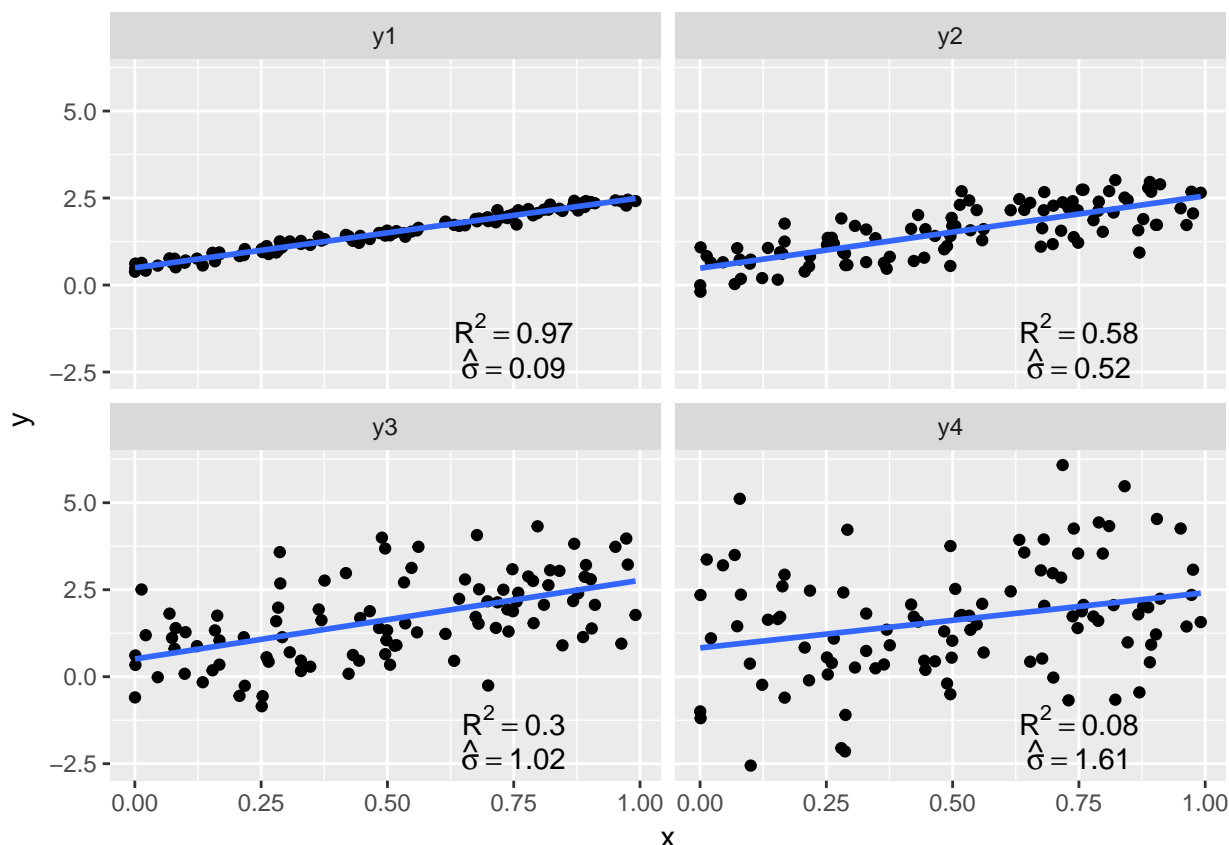 y1
y2
5.0
2.5
0.0
−2.5
R² = 0.97
σ̂ = 0.09
R² = 0.58
σ̂ = 0.52
y
y3
y4
5.0
2.5
0.0
−2.5
R² = 0.3
σ̂ = 1.02
R² = 0.08
σ̂ = 1.61
0.00 0.25 0.50 0.75 1.00
0.00 0.25 0.50 0.75 1.00
x